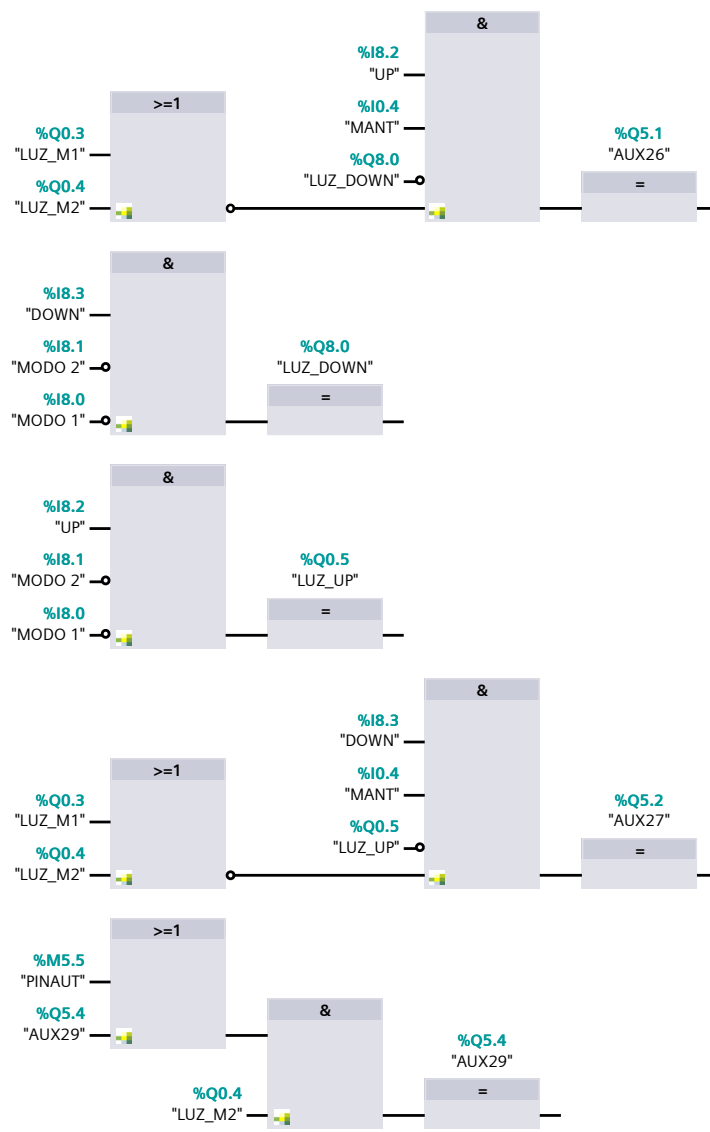 &
%I8.2
"UP"
>=1
%I0.4
"MANT"
%Q0.3
"LUZ_M1"
%Q5.1
"AUX26"
%Q8.0
"LUZ_DOWN"
=
%Q0.4
"LUZ_M2"
&
%I8.3
"DOWN"
%I8.1
"MODO 2"
%Q8.0
"LUZ_DOWN"
=
%I8.0
"MODO 1"
&
%I8.2
"UP"
%I8.1
"MODO 2"
%Q0.5
"LUZ_UP"
=
%I8.0
"MODO 1"
&
%I8.3
"DOWN"
>=1
%I0.4
"MANT"
%Q0.3
"LUZ_M1"
%Q5.2
"AUX27"
%Q0.5
"LUZ_UP"
=
%Q0.4
"LUZ_M2"
>=1
%M5.5
"PINAUT"
%Q5.4
"AUX29"
&
%Q5.4
"AUX29"
=
%Q0.4
"LUZ_M2"